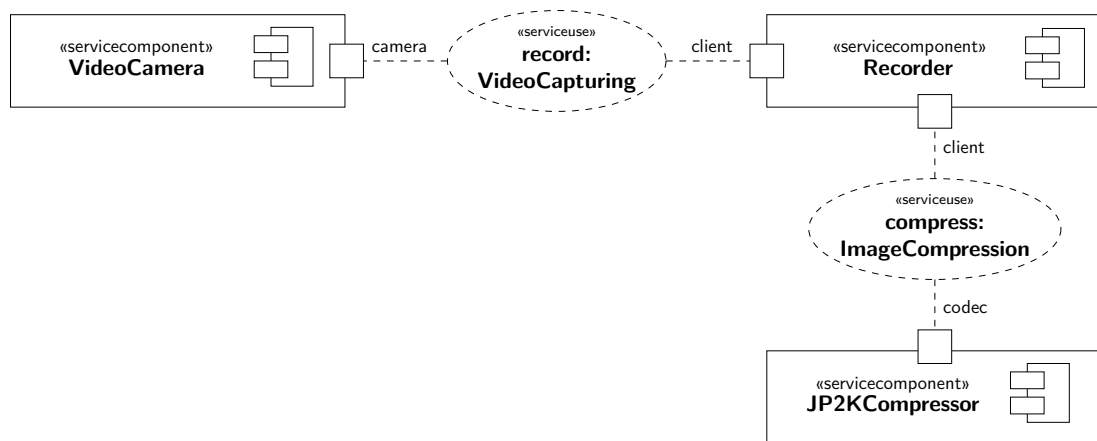 «servicecomponent»
VideoCamera
camera
«serviceuse»
record:
VideoCapturing
client
«servicecomponent»
Recorder
client
«serviceuse»
compress:
ImageCompression
codec
«servicecomponent»
JP2KCompressor